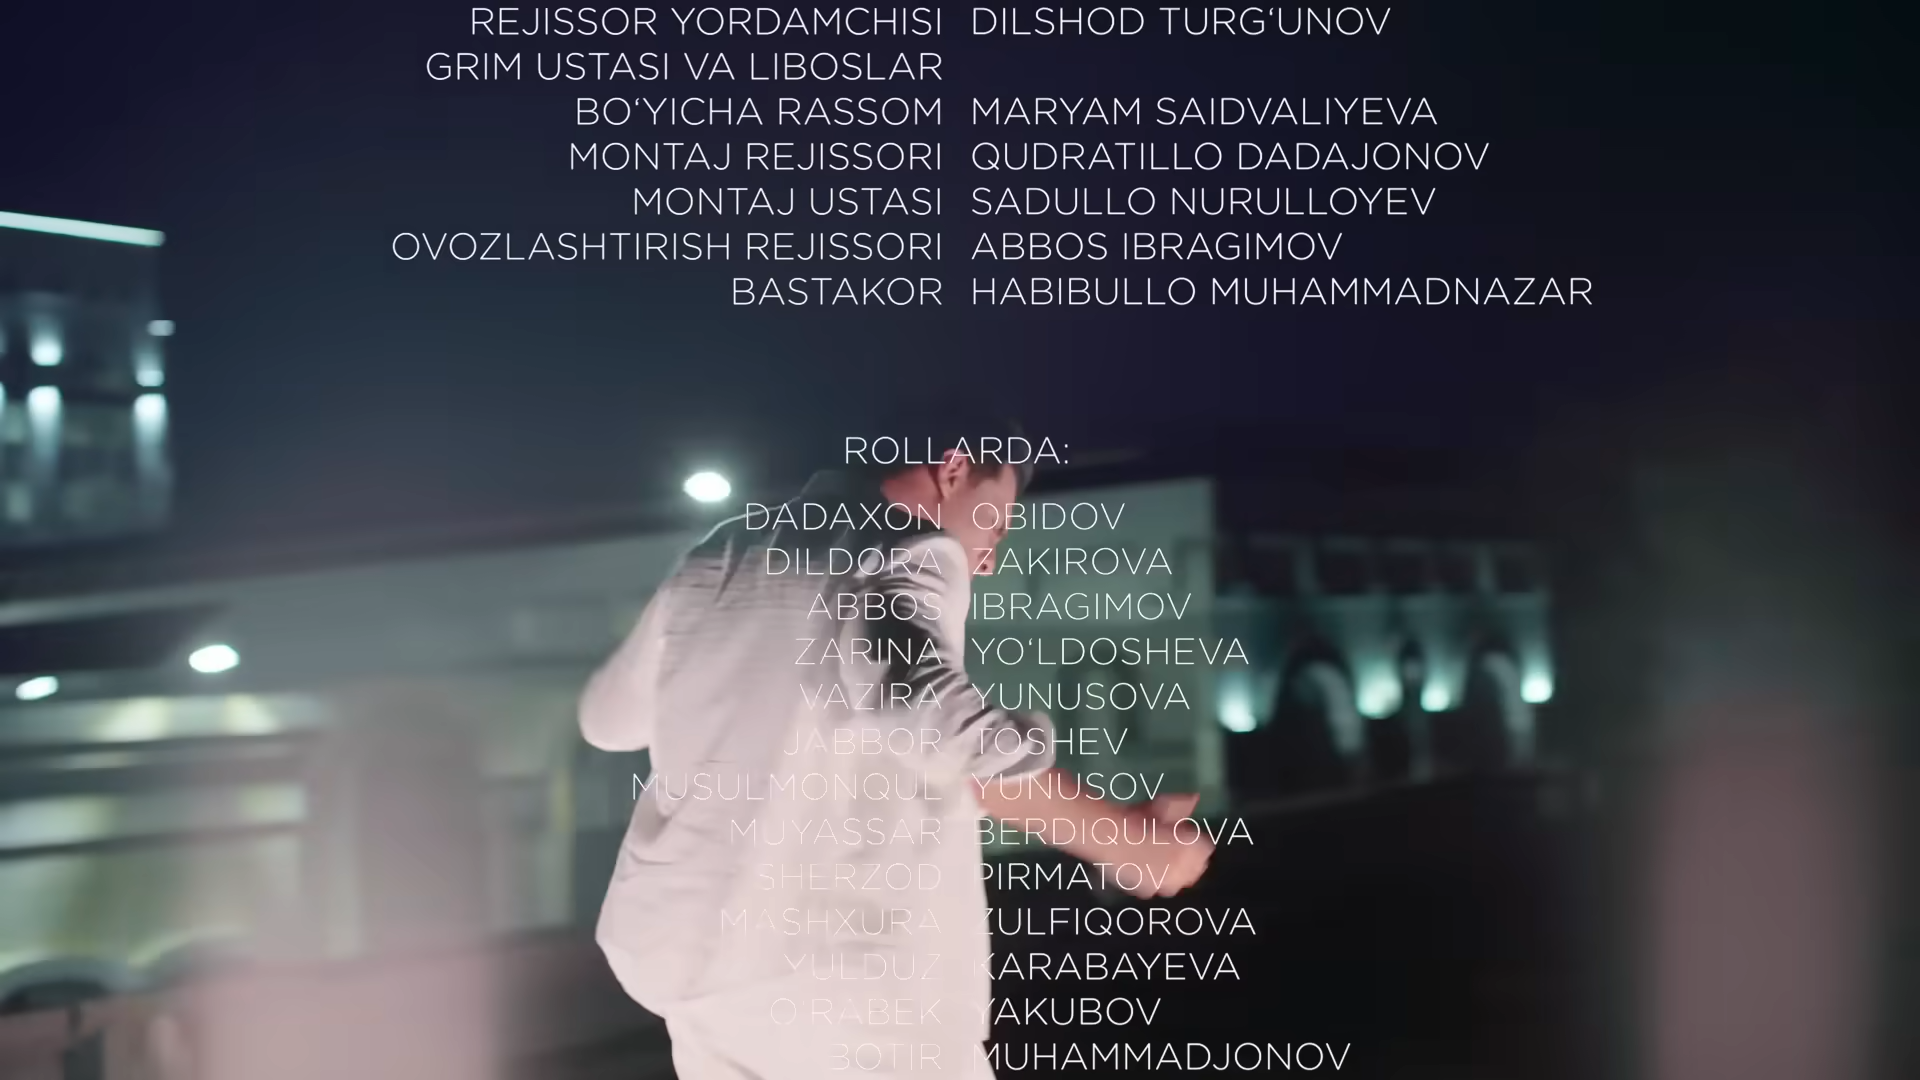 REJISSOR YORDAMCHISI DILSHOD TURG‘UNOV
GRIM USTASI VA LIBOSLAR
BO‘YICHA RASSOM MARYAM SAIDVALIYEVA
MONTAJ REJISSORI QUDRATILLO DADAJONOV
MONTAJ USTASI SADULLO NURULLOYEV
OVOZLASHTIRISH REJISSORI ABBOS IBRAGIMOV
BASTAKOR HABIBULLO MUHAMMADNAZAR
ROLLARDA:
DADAXON OBIDOV
DILDORA ZAKIROVA
ABBOS IBRAGIMOV
ZARINA YO‘LDOSHEVA
VAZIRA YUNUSOVA
JABBOR TOSHEV
MUSULMONQUL YUNUSOV
MUYASSAR BERDIQULOVA
SHERZOD PIRMATOV
MASHXURA ZULFIQOROVA
YULDUZ KARABAYEVA
YAKUBOV
BOTIR MUHAMMADJONOV